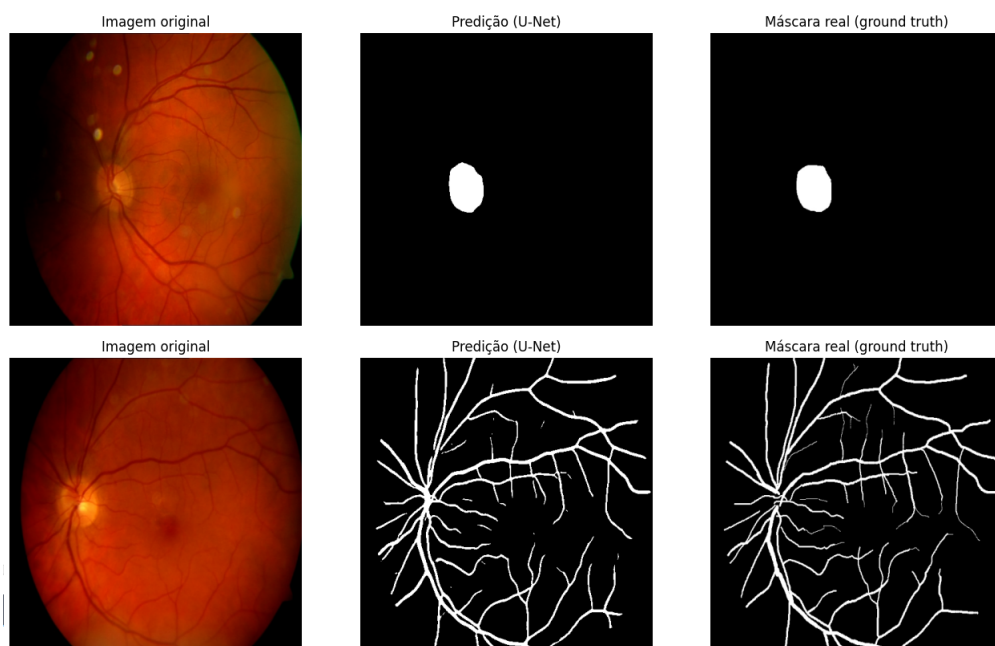 Imagem original
Predição (U-Net)
Máscara real (ground truth)
Imagem original
Predição (U-Net)
Máscara real (ground truth)